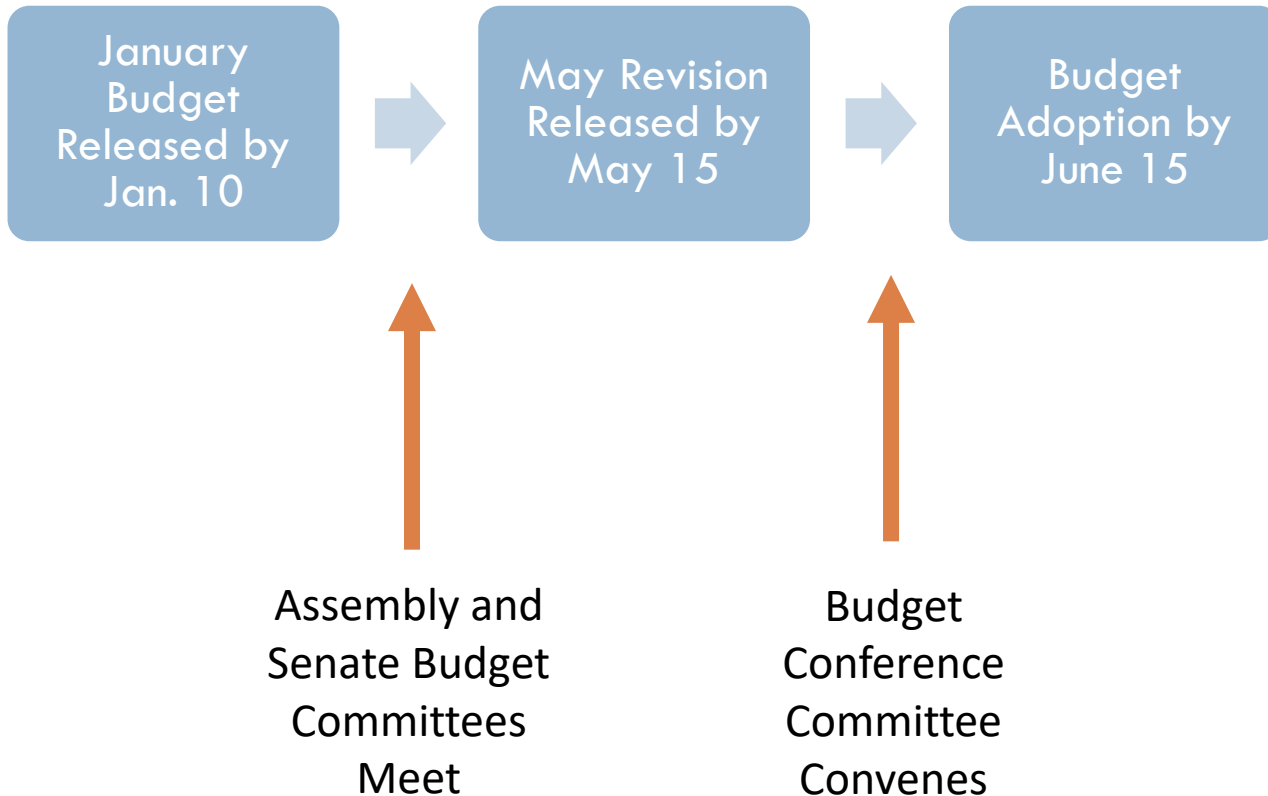 January
Budget
Released by
Jan. 10
May Revision
Released by
May 15
Budget
Adoption by
June 15
Assembly and
Senate Budget
Committees
Meet
Budget
Conference
Committee
Convenes